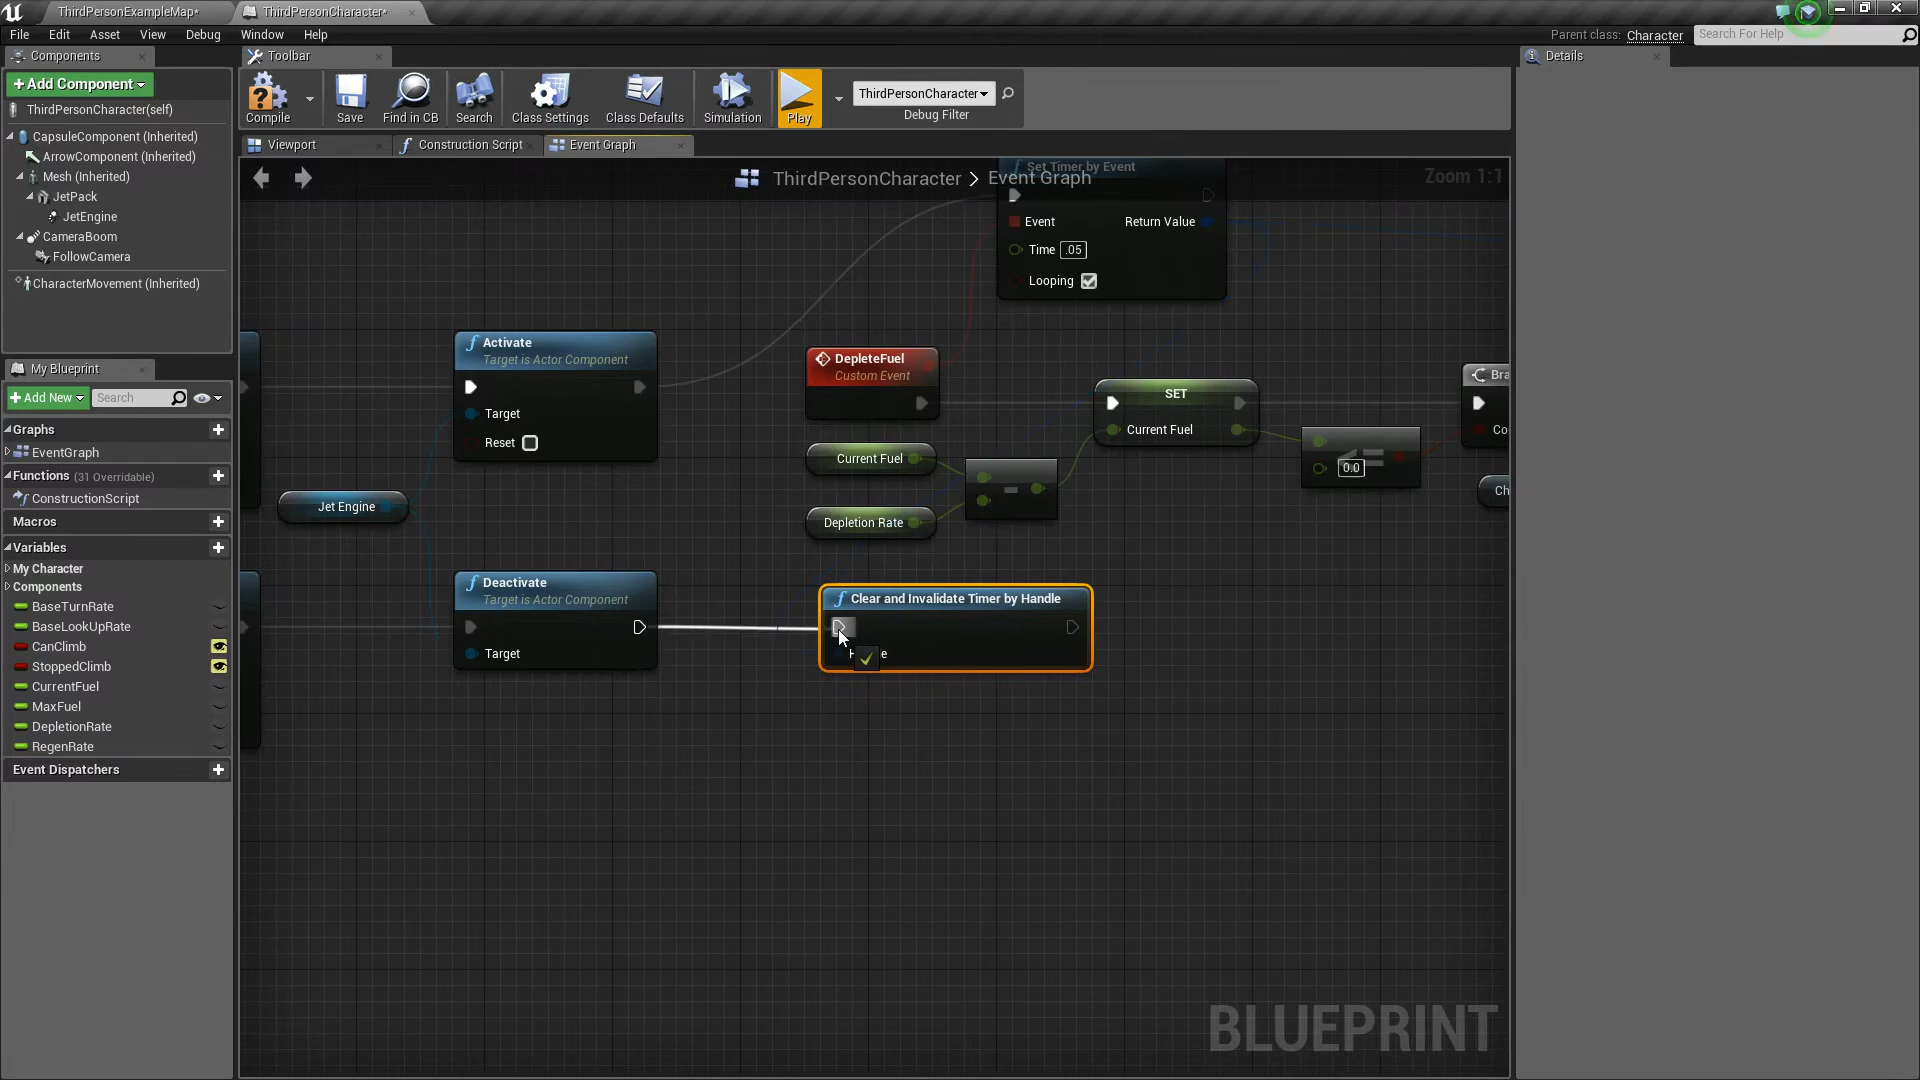 ThirdPersonExampleMap*
ThirdPersonCharacter*
File Edit Asset View Debug Window Help
Parent class: Character
Search For Help
Components
Toolbar
Details
+Add Component
ThirdPersonCharacter(self)
CapsuleComponent (Inherited)
ArrowComponent (Inherited)
Mesh (Inherited)
JetPack
JetEngine
CameraBoom
FollowCamera
CharacterMovement (Inherited)
Compile
Save
Find in CB
Search
Class Settings
Class Defaults
Simulation
Play
ThirdPersonCharacter
Debug Filter
Viewport
Construction Script
Event Graph
ThirdPersonCharacter > Event Graph
Zoom 1:1
My Blueprint
+Add New
Search
Graphs
EventGraph
Functions (31 Overridable)
ConstructionScript
Macros
Variables
My Character
Components
BaseTurnRate
BaseLookUpRate
CanClimb
StoppedClimb
CurrentFuel
MaxFuel
DepletionRate
RegenRate
Event Dispatchers
Set Timer by Event
Event
Return Value
Time .05
Looping
Activate
Target is Actor Component
Target
Reset
DepleteFuel
Custom Event
SET
Current Fuel
Current Fuel
Depletion Rate
-
<=
0.0
Jet Engine
Deactivate
Target is Actor Component
Target
Clear and Invalidate Timer by Handle
BLUEPRINT